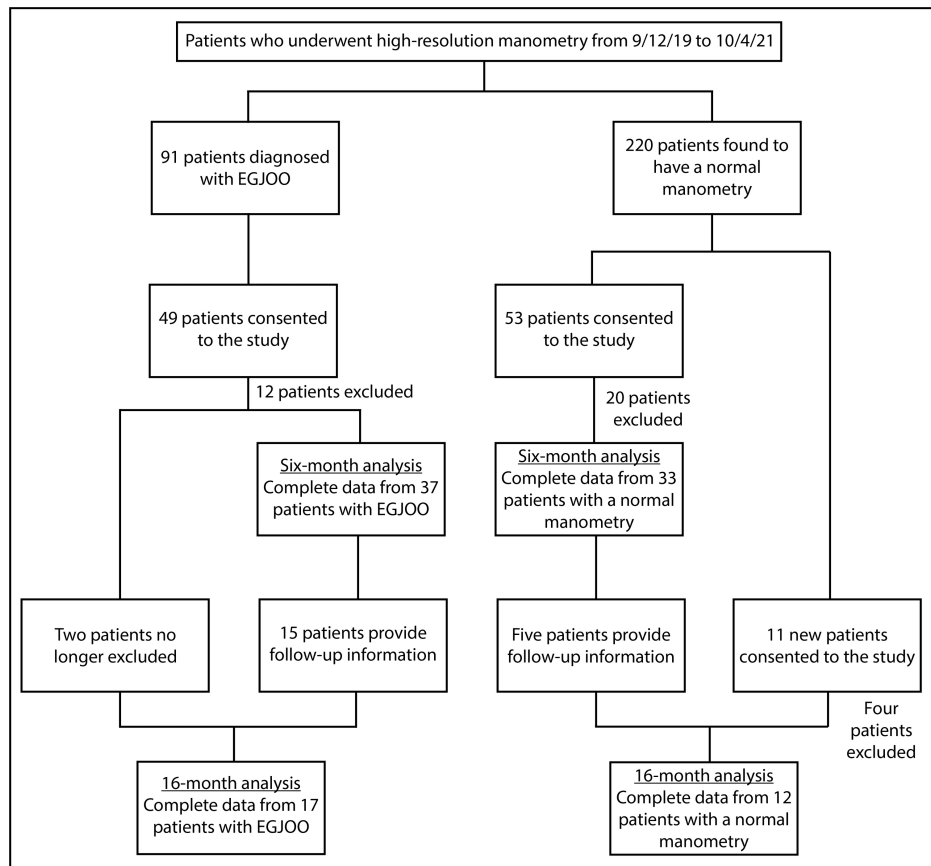 Patients who underwent high-resolution manometry from 9/12/19 to 10/4/21
91 patients diagnosed
with EGJOO
220 patients found to
have a normal
manometry
49 patients consented
to the study
53 patients consented
to the study
12 patients excluded
20 patients
excluded
Six-month analysis
Complete data from 37
patients with EGJOO
Six-month analysis
Complete data from 33
patients with a normal
manometry
Two patients no
longer excluded
15 patients provide
follow-up information
Five patients provide
follow-up information
11 new patients
consented to the study
Four
patients
excluded
16-month analysis
Complete data from 17
patients with EGJOO
16-month analysis
Complete data from 12
patients with a normal
manometry